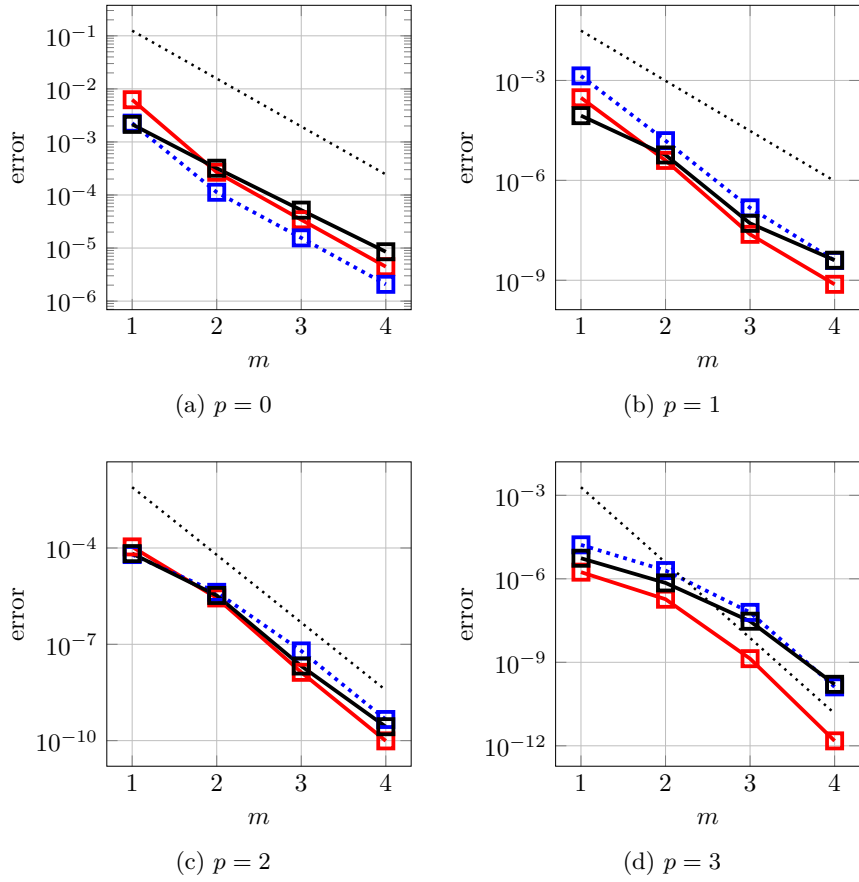 10^{-1}
10^{-2}
10^{-3}
10^{-4}
10^{-5}
10^{-6}
error
1 2 3 4
m
(a) p = 0
10^{-3}
10^{-6}
10^{-9}
error
1 2 3 4
m
(b) p = 1
10^{-4}
10^{-7}
10^{-10}
error
1 2 3 4
m
(c) p = 2
10^{-3}
10^{-6}
10^{-9}
10^{-12}
error
1 2 3 4
m
(d) p = 3